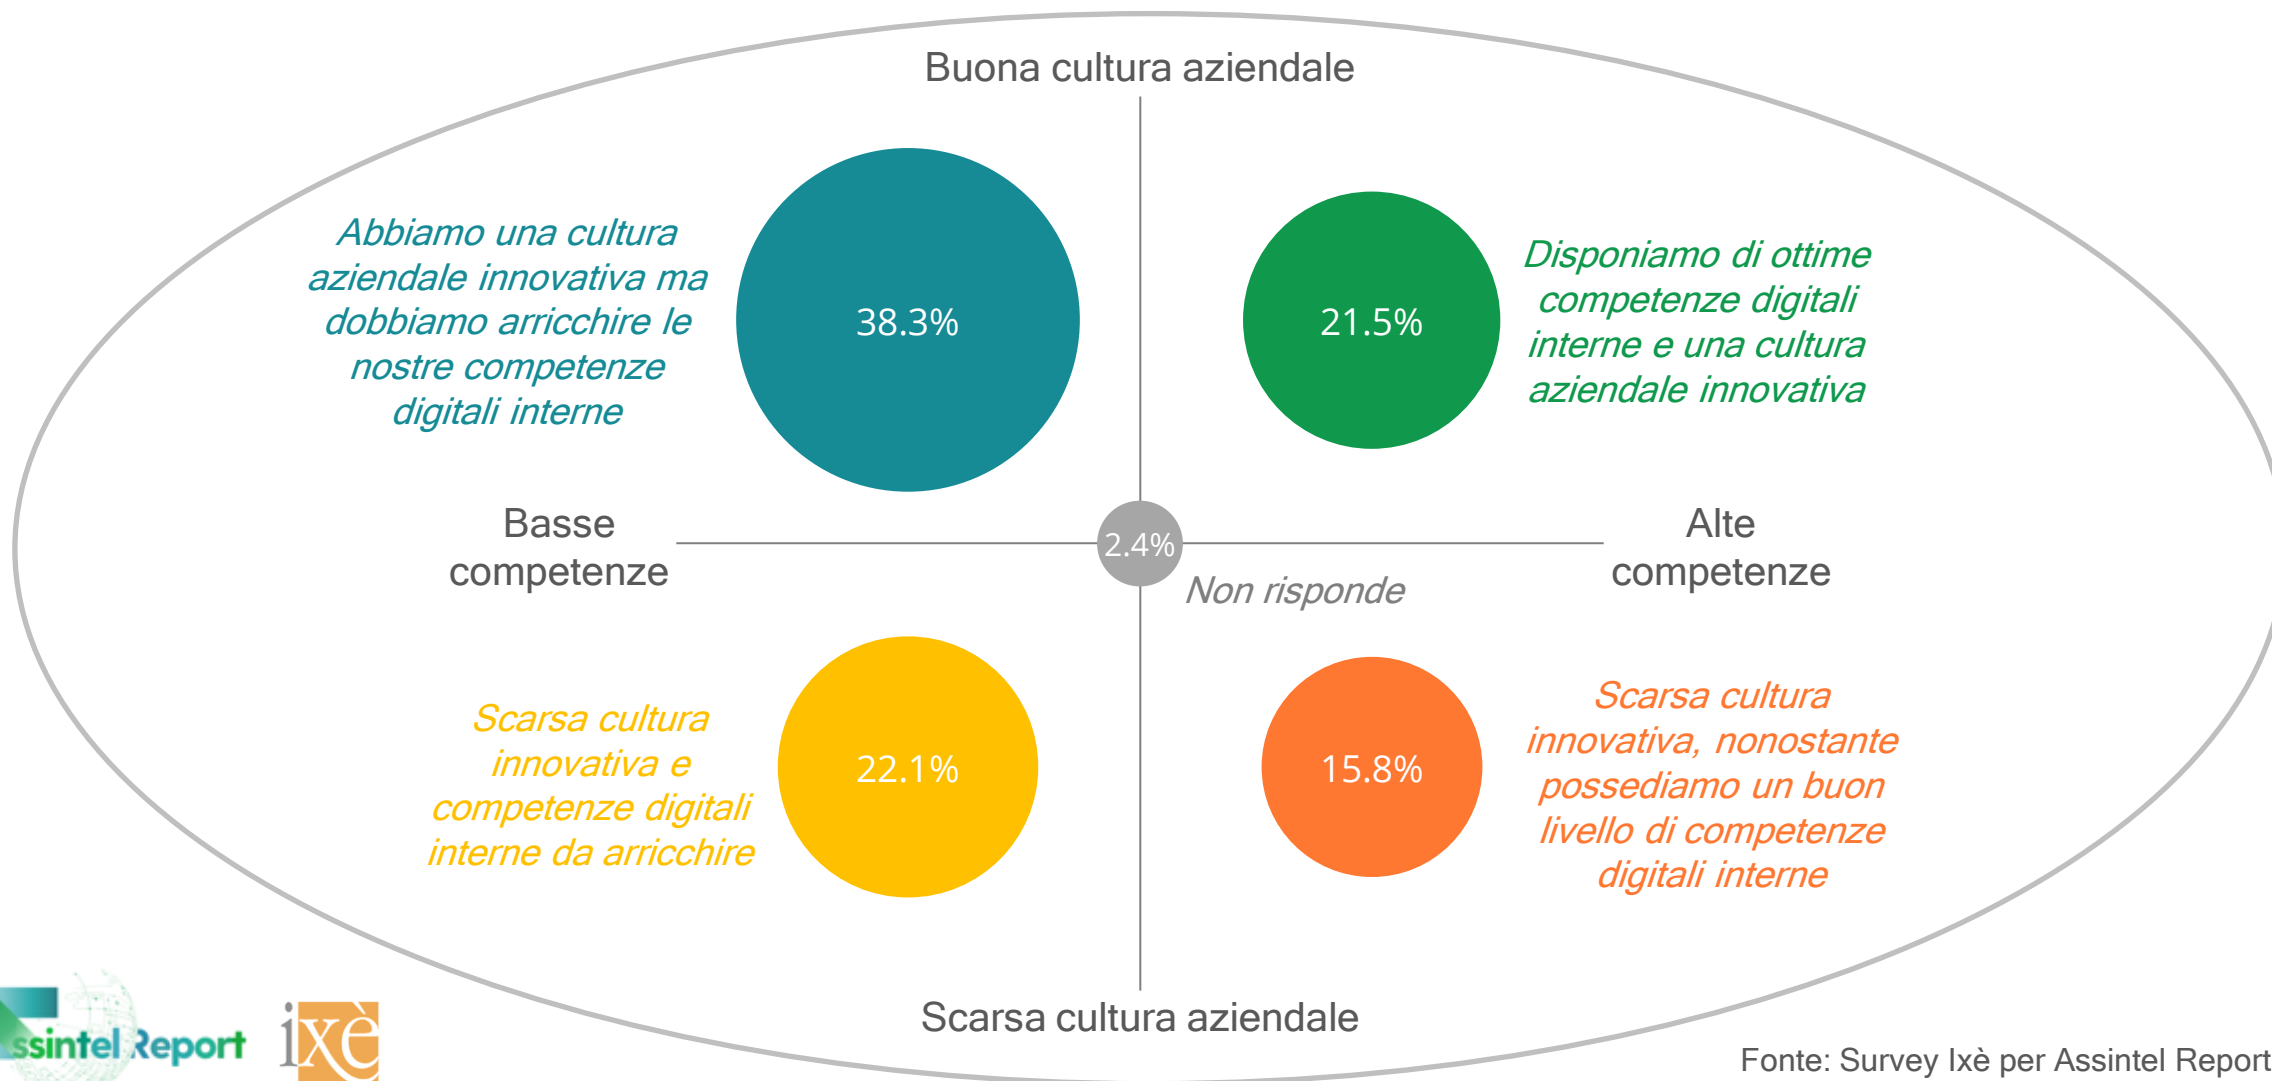 Buona cultura aziendale
Abbiamo una cultura
aziendale innovativa ma
dobbiamo arricchire le
nostre competenze
digitali interne
38.3%
21.5%
Disponiamo di ottime
competenze digitali
interne e una cultura
aziendale innovativa
Basse
competenze
2.4%
Non risponde
Alte
competenze
Scarsa cultura
innovativa e
competenze digitali
interne da arricchire
22.1%
15.8%
Scarsa cultura
innovativa, nonostante
possediamo un buon
livello di competenze
digitali interne
Scarsa cultura aziendale
ssintel Report
ixè
Fonte: Survey Ixè per Assintel Report